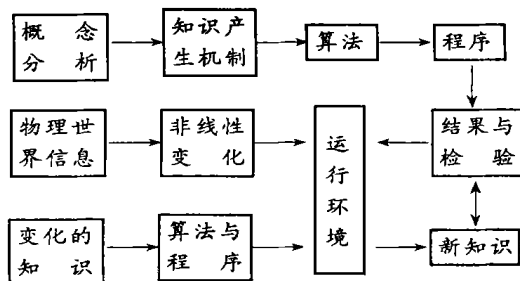 概念
分析
知识产
生机制
算法
程序
物理世
界信息
非线性
变化
运
行
环
境
结果与
检验
变化的
知识
算法与
程序
新知识